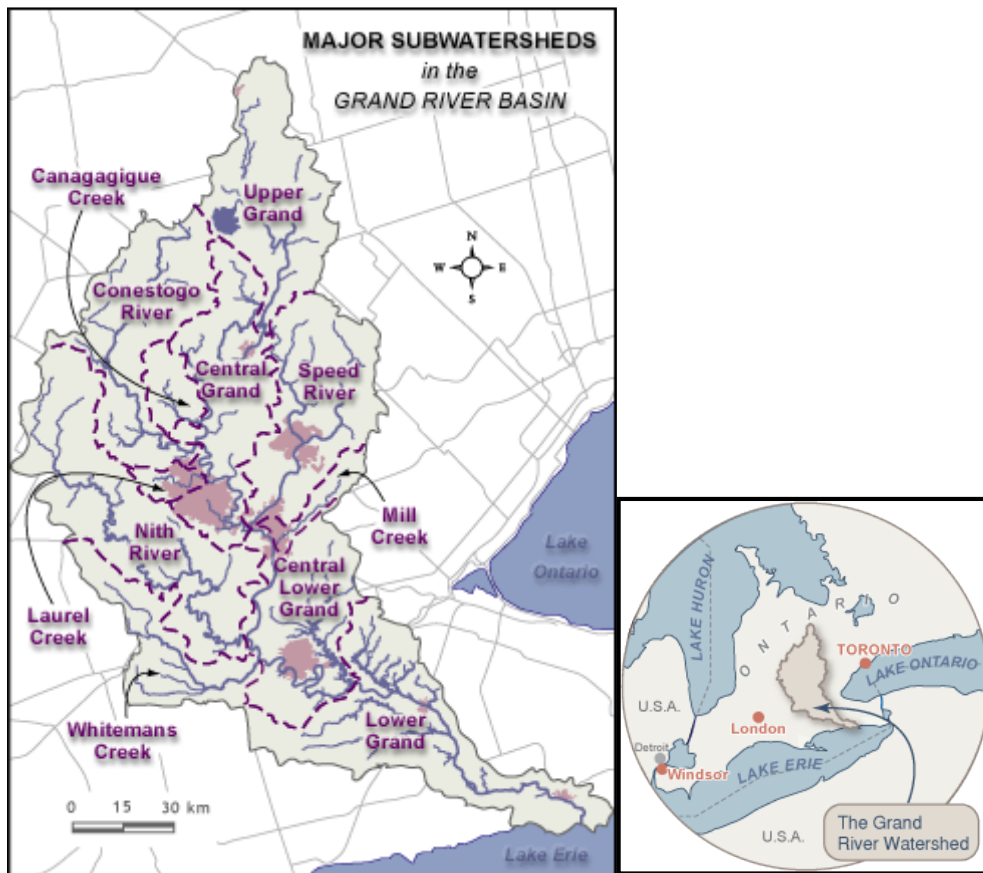 MAJOR SUBWATERSHEDS
in the
GRAND RIVER BASIN
Canagagigue
Creek
Upper
Grand
N
W
E
S
Conestogo
River
Central
Grand
Speed
River
Mill
Creek
Nith
River
Lake
Ontario
Central
Lower
Grand
Laurel
Creek
Whitemans
Creek
Lower
Grand
0 15 30 km
Lake Erie
LAKE HURON
ONTARIO
TORONTO
LAKE ONTARIO
U.S.A.
London
Detroit
Windsor
LAKE ERIE
U.S.A.
The Grand
River Watershed